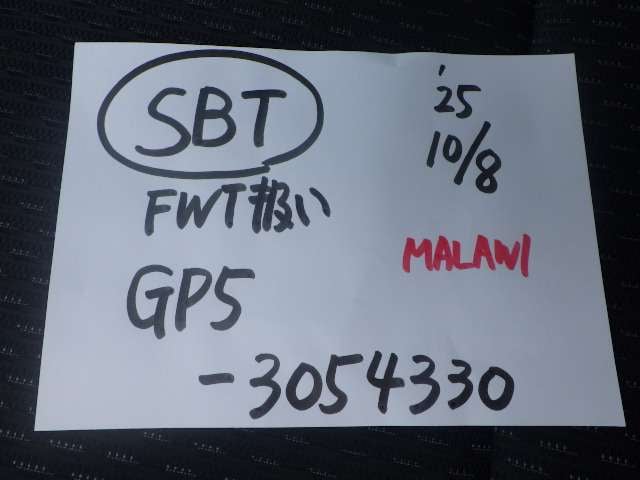 SBT
'25
10/8
FWT扱い
MALAWI
GP5
-3054330